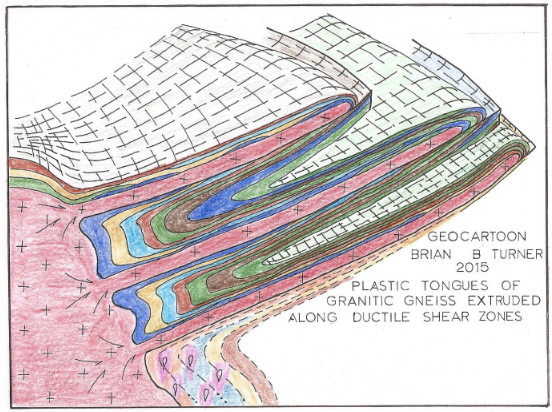 GEOCARTOON
BRIAN B TURNER
2015
PLASTIC TONGUES OF
GRANITIC GNEISS EXTRUDED
ALONG DUCTILE SHEAR ZONES